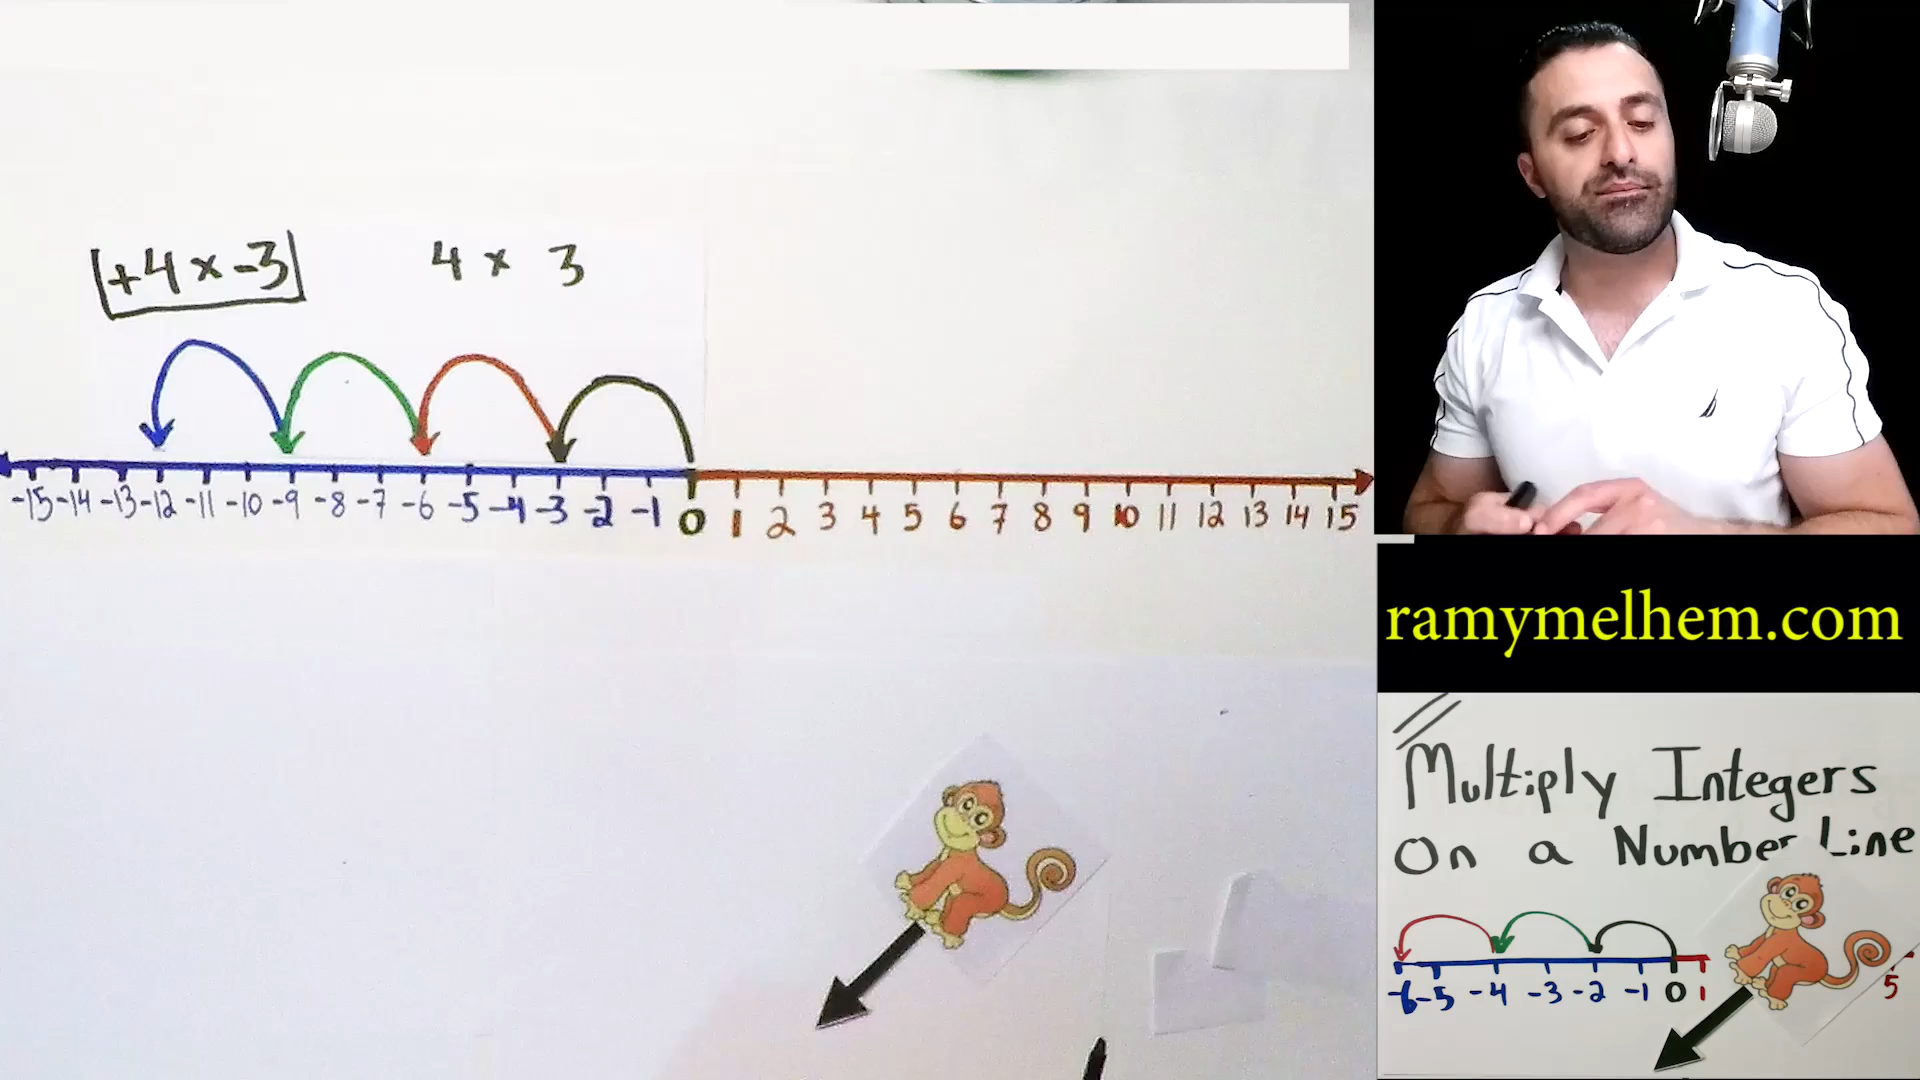 +4 x -3
4 x 3
-15 -14 -13 -12 -11 -10 -9 -8 -7 -6 -5 -4 -3 -2 -1 0 1 2 3 4 5 6 7 8 9 10 11 12 13 14 15
ramymelhem.com
Multiply Integers
On a Number Line
-6 -5 -4 -3 -2 -1 0 1 5